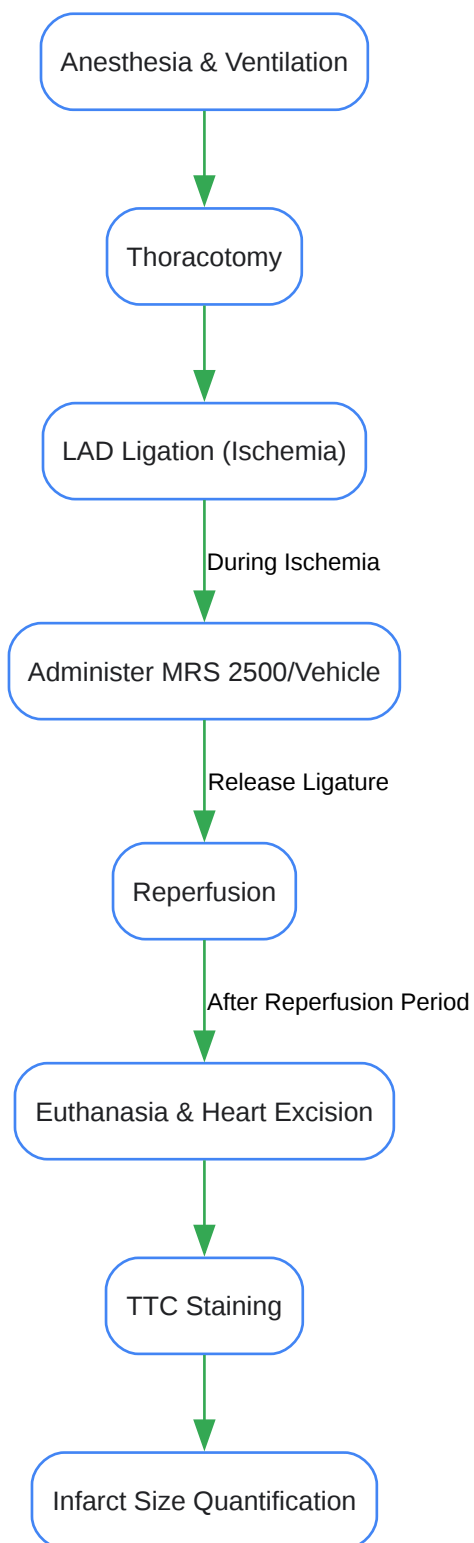 Anesthesia & Ventilation
Thoracotomy
LAD Ligation (Ischemia)
During Ischemia
Administer MRS 2500/Vehicle
Release Ligature
Reperfusion
After Reperfusion Period
Euthanasia & Heart Excision
TTC Staining
Infarct Size Quantification